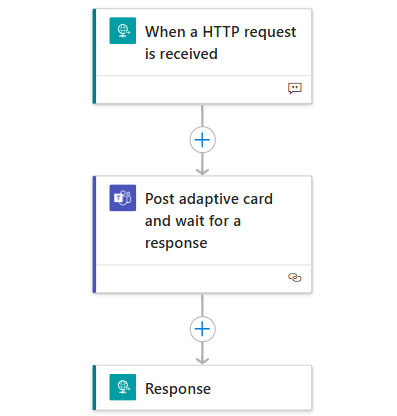 When a HTTP request
is received
Post adaptive card
and wait for a
response
Response